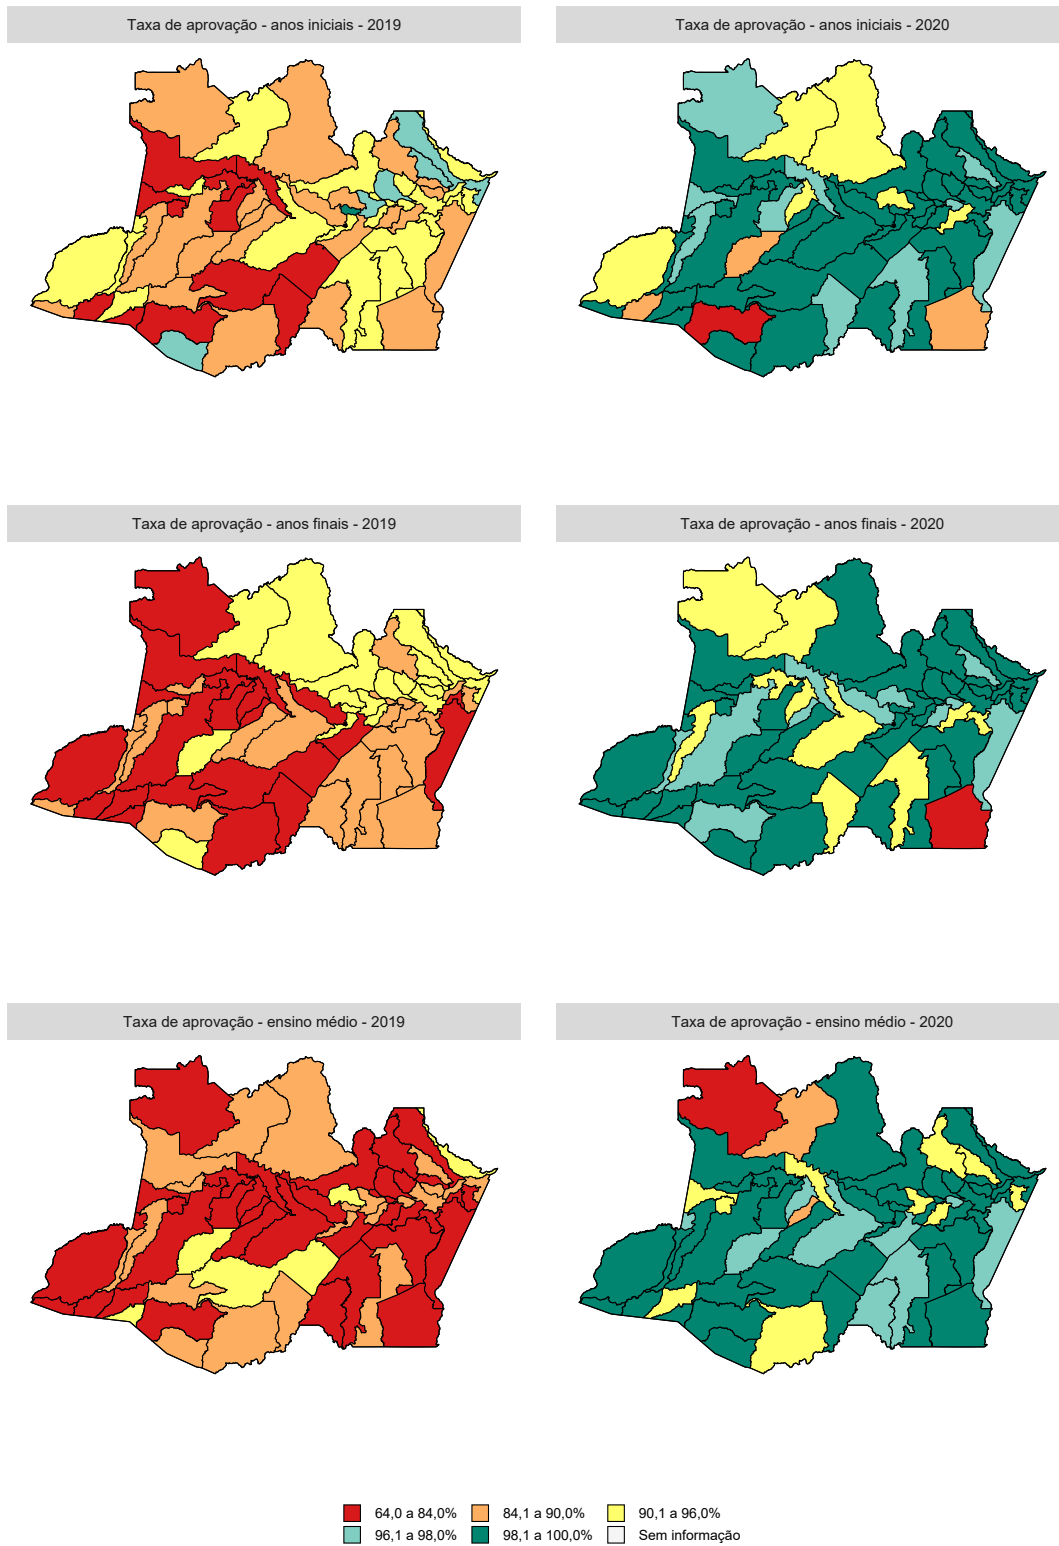 Taxa de aprovação - anos iniciais - 2019
Taxa de aprovação - anos iniciais - 2020
Taxa de aprovação - anos finais - 2019
Taxa de aprovação - anos finais - 2020
Taxa de aprovação - ensino médio - 2019
Taxa de aprovação - ensino médio - 2020
64,0 a 84,0% 84,1 a 90,0% 90,1 a 96,0%
96,1 a 98,0% 98,1 a 100,0% Sem informação